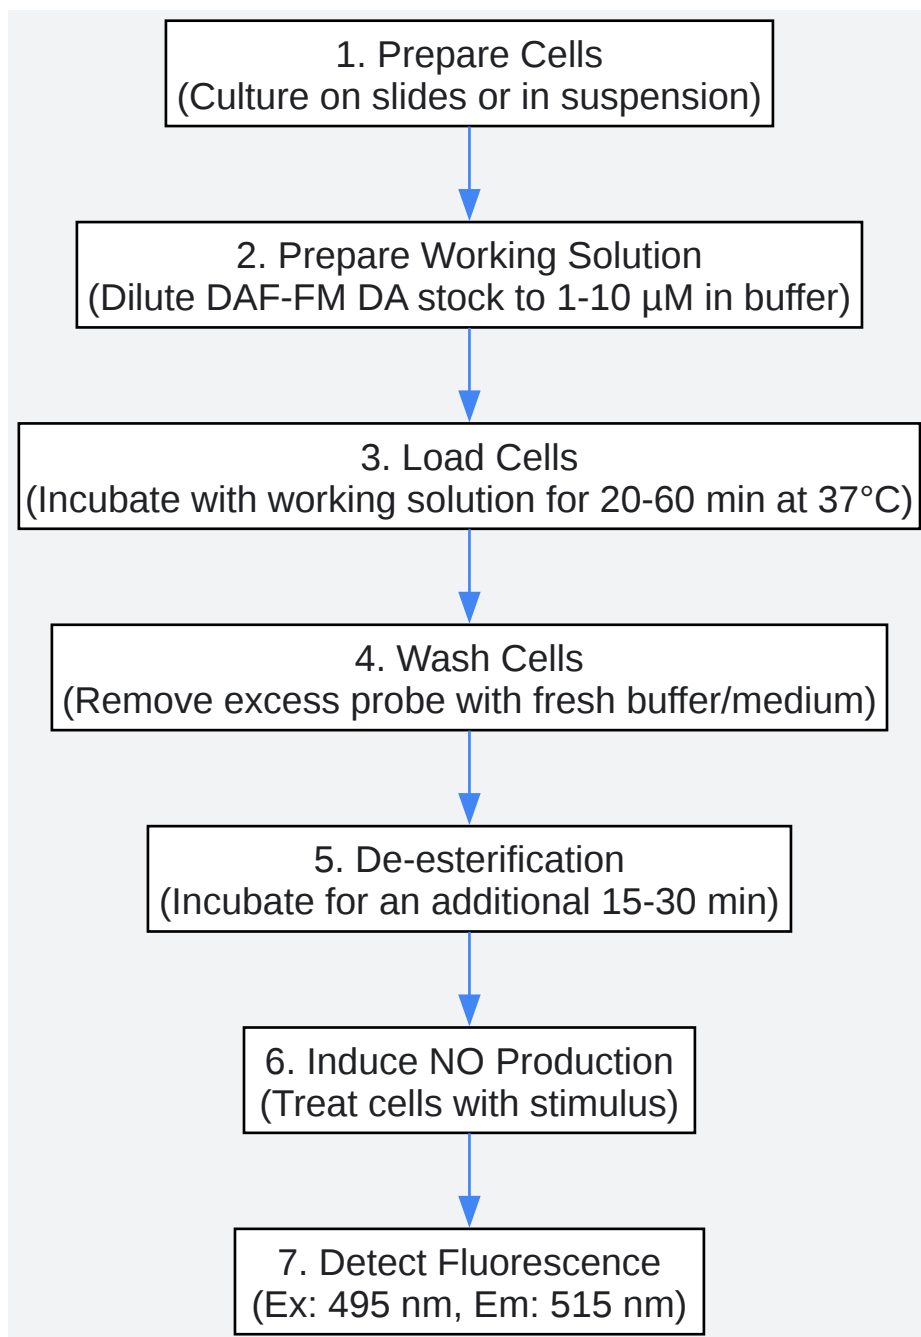 1. Prepare Cells
(Culture on slides or in suspension)
2. Prepare Working Solution
(Dilute DAF-FM DA stock to 1-10 µM in buffer)
3. Load Cells
(Incubate with working solution for 20-60 min at 37°C)
4. Wash Cells
(Remove excess probe with fresh buffer/medium)
5. De-esterification
(Incubate for an additional 15-30 min)
6. Induce NO Production
(Treat cells with stimulus)
7. Detect Fluorescence
(Ex: 495 nm, Em: 515 nm)